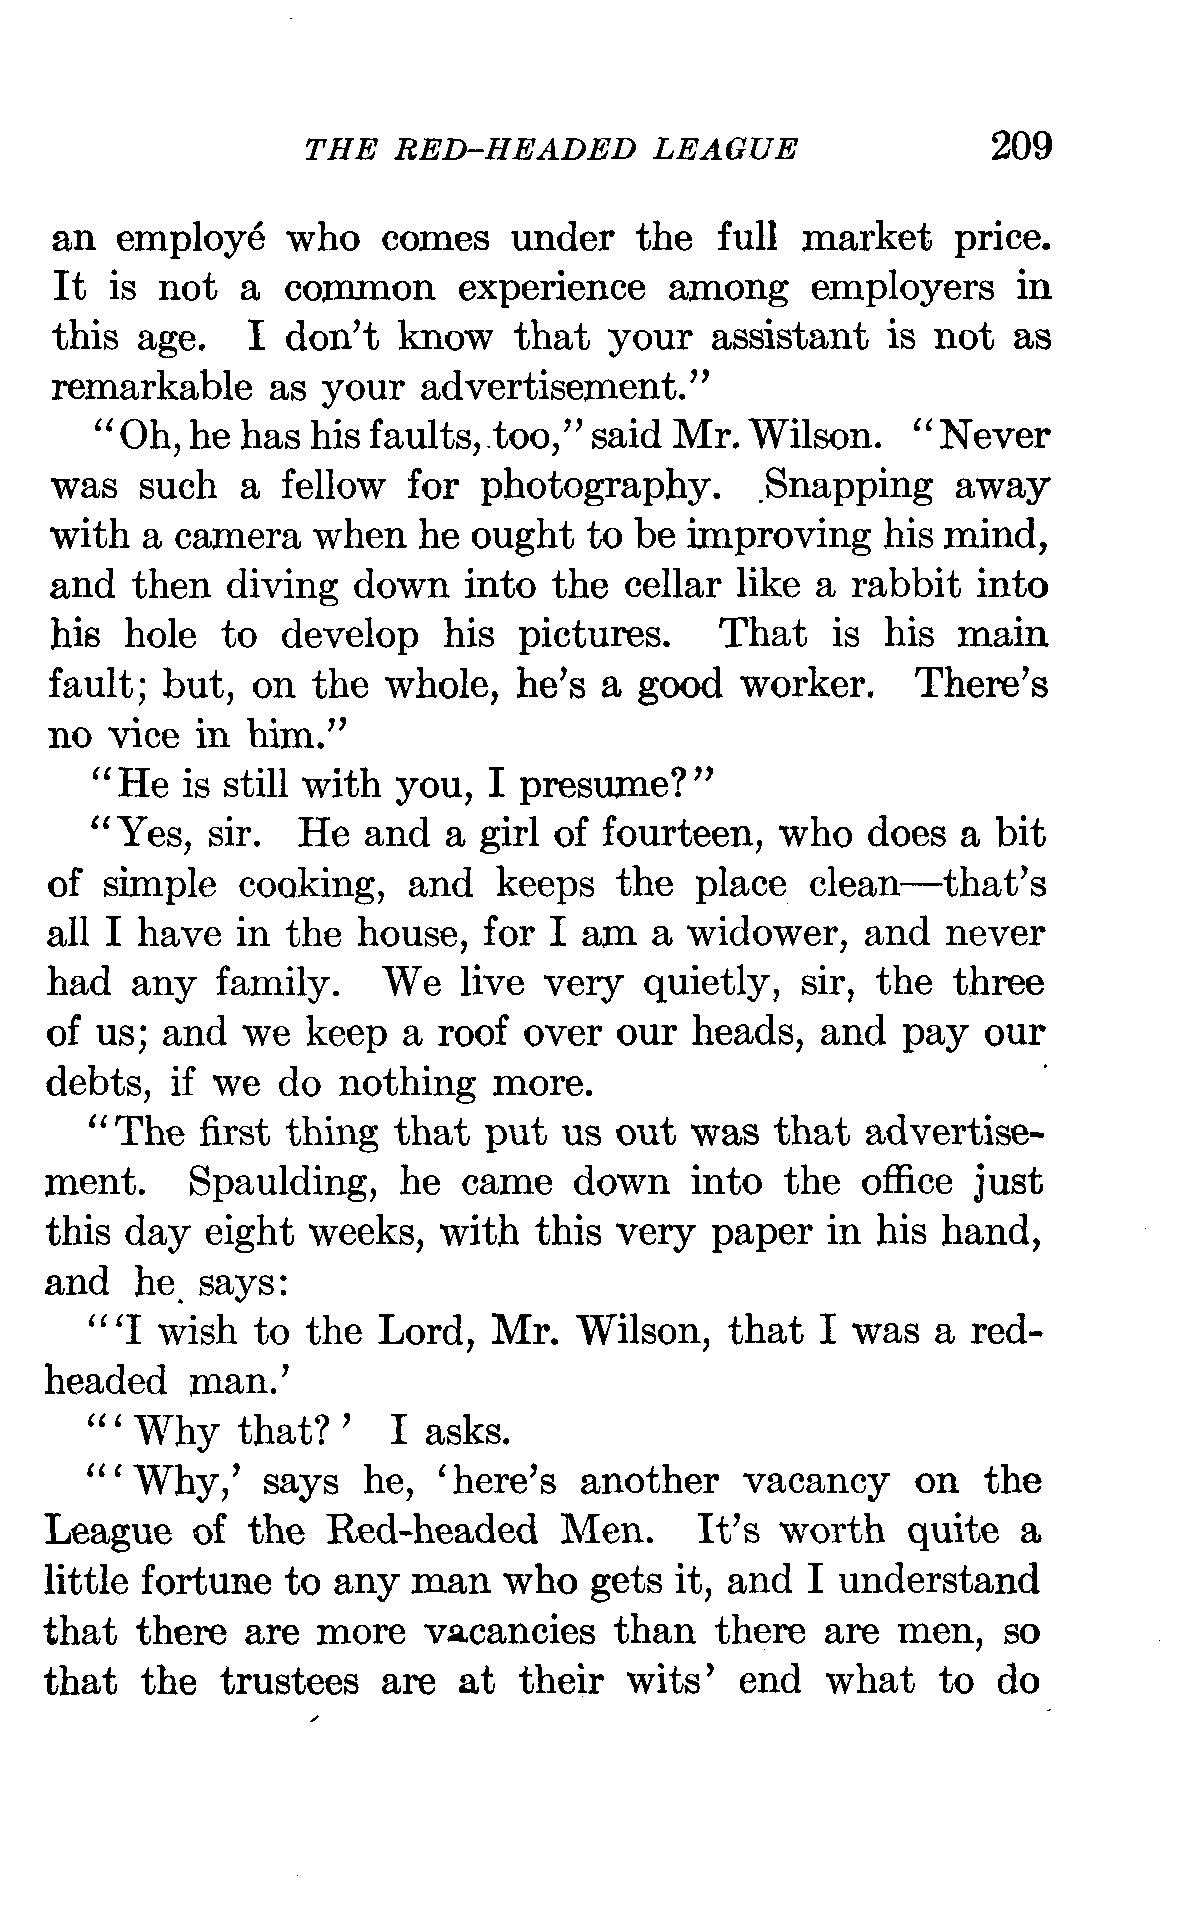 THE RED-HEADED LEAGUE 209
an employé who comes under the full market price.
It is not a common experience among employers in
this age. I don't know that your assistant is not as
remarkable as your advertisement."
"Oh, he has his faults, too," said Mr. Wilson. "Never
was such a fellow for photography. Snapping away
with a camera when he ought to be improving his mind,
and then diving down into the cellar like a rabbit into
his hole to develop his pictures. That is his main
fault; but, on the whole, he's a good worker. There's
no vice in him."
"He is still with you, I presume?"
"Yes, sir. He and a girl of fourteen, who does a bit
of simple cooking, and keeps the place clean—that's
all I have in the house, for I am a widower, and never
had any family. We live very quietly, sir, the three
of us; and we keep a roof over our heads, and pay our
debts, if we do nothing more.
"The first thing that put us out was that advertise-
ment. Spaulding, he came down into the office just
this day eight weeks, with this very paper in his hand,
and he says:
"'I wish to the Lord, Mr. Wilson, that I was a red-
headed man.'
"'Why that?' I asks.
"'Why,' says he, 'here's another vacancy on the
League of the Red-headed Men. It's worth quite a
little fortune to any man who gets it, and I understand
that there are more vacancies than there are men, so
that the trustees are at their wits' end what to do